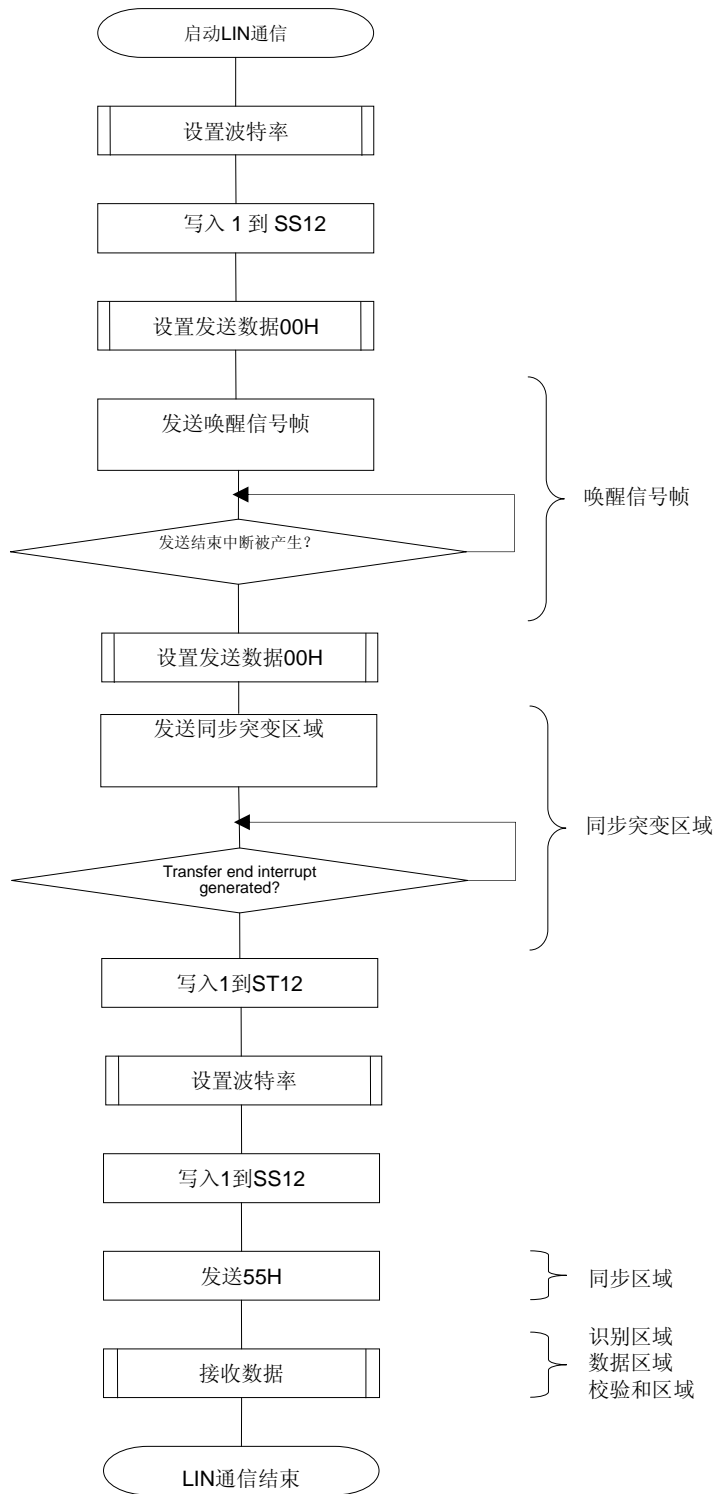 启动LIN通信
设置波特率
写入 1 到 SS12
设置发送数据00H
发送唤醒信号帧
唤醒信号帧
发送结束中断被产生？
设置发送数据00H
发送同步突变区域
同步突变区域
Transfer end interrupt
generated?
写入1到ST12
设置波特率
写入1到SS12
发送55H
同步区域
识别区域
接收数据
数据区域
校验和区域
LIN通信结束